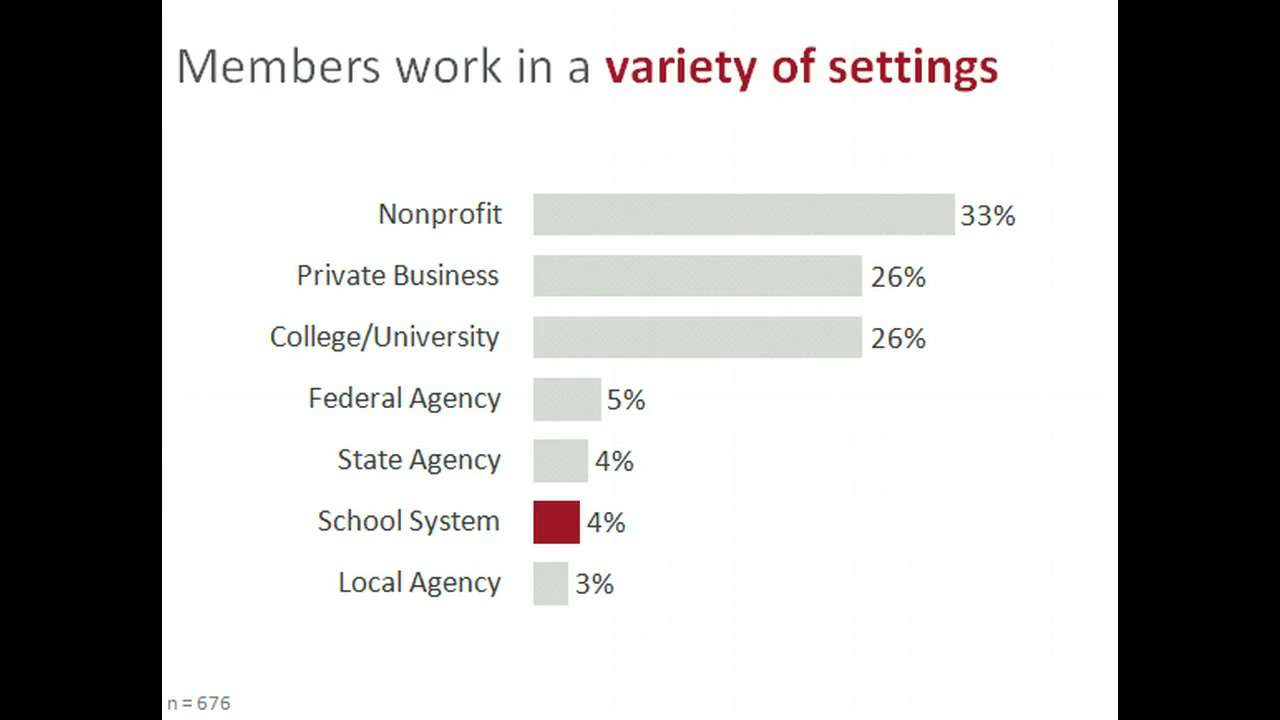 Members work in a variety of settings
Nonprofit 33%
Private Business 26%
College/University 26%
Federal Agency 5%
State Agency 4%
School System 4%
Local Agency 3%
n = 676